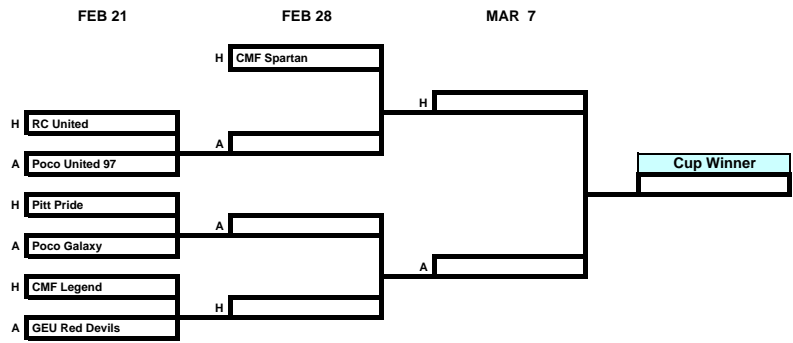 FEB 21 FEB 28 MAR 7
H CMF Spartan
H
H RC United
A
A Poco United 97
Cup Winner
H Pitt Pride
A
A Poco Galaxy
A
H CMF Legend
H
A GEU Red Devils